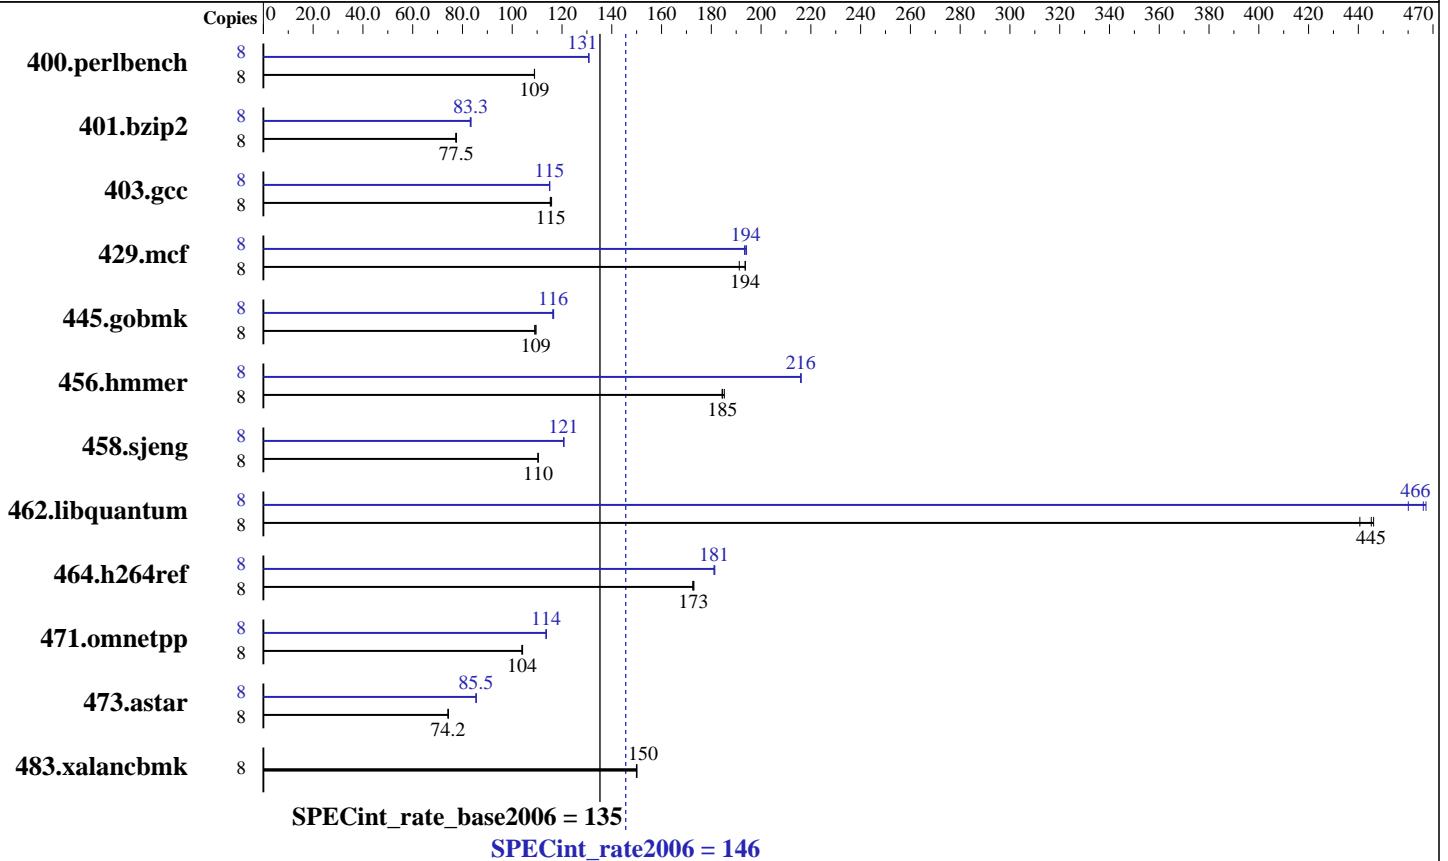 Copies 0 20.0 40.0 60.0 80.0 100 120 140 160 180 200 220 240 260 280 300 320 340 360 380 400 420 440 470
400.perlbench 8 131
8 109
401.bzip2 8 83.3
8 77.5
403.gcc 8 115
8 115
429.mcf 8 194
8 194
445.gobmk 8 116
8 109
456.hmmer 8 216
8 185
458.sjeng 8 121
8 110
462.libquantum 8 466
8 445
464.h264ref 8 181
8 173
471.omnetpp 8 114
8 104
473.astar 8 85.5
8 74.2
483.xalancbmk 8 150
SPECint_rate_base2006 = 135
SPECint_rate2006 = 146